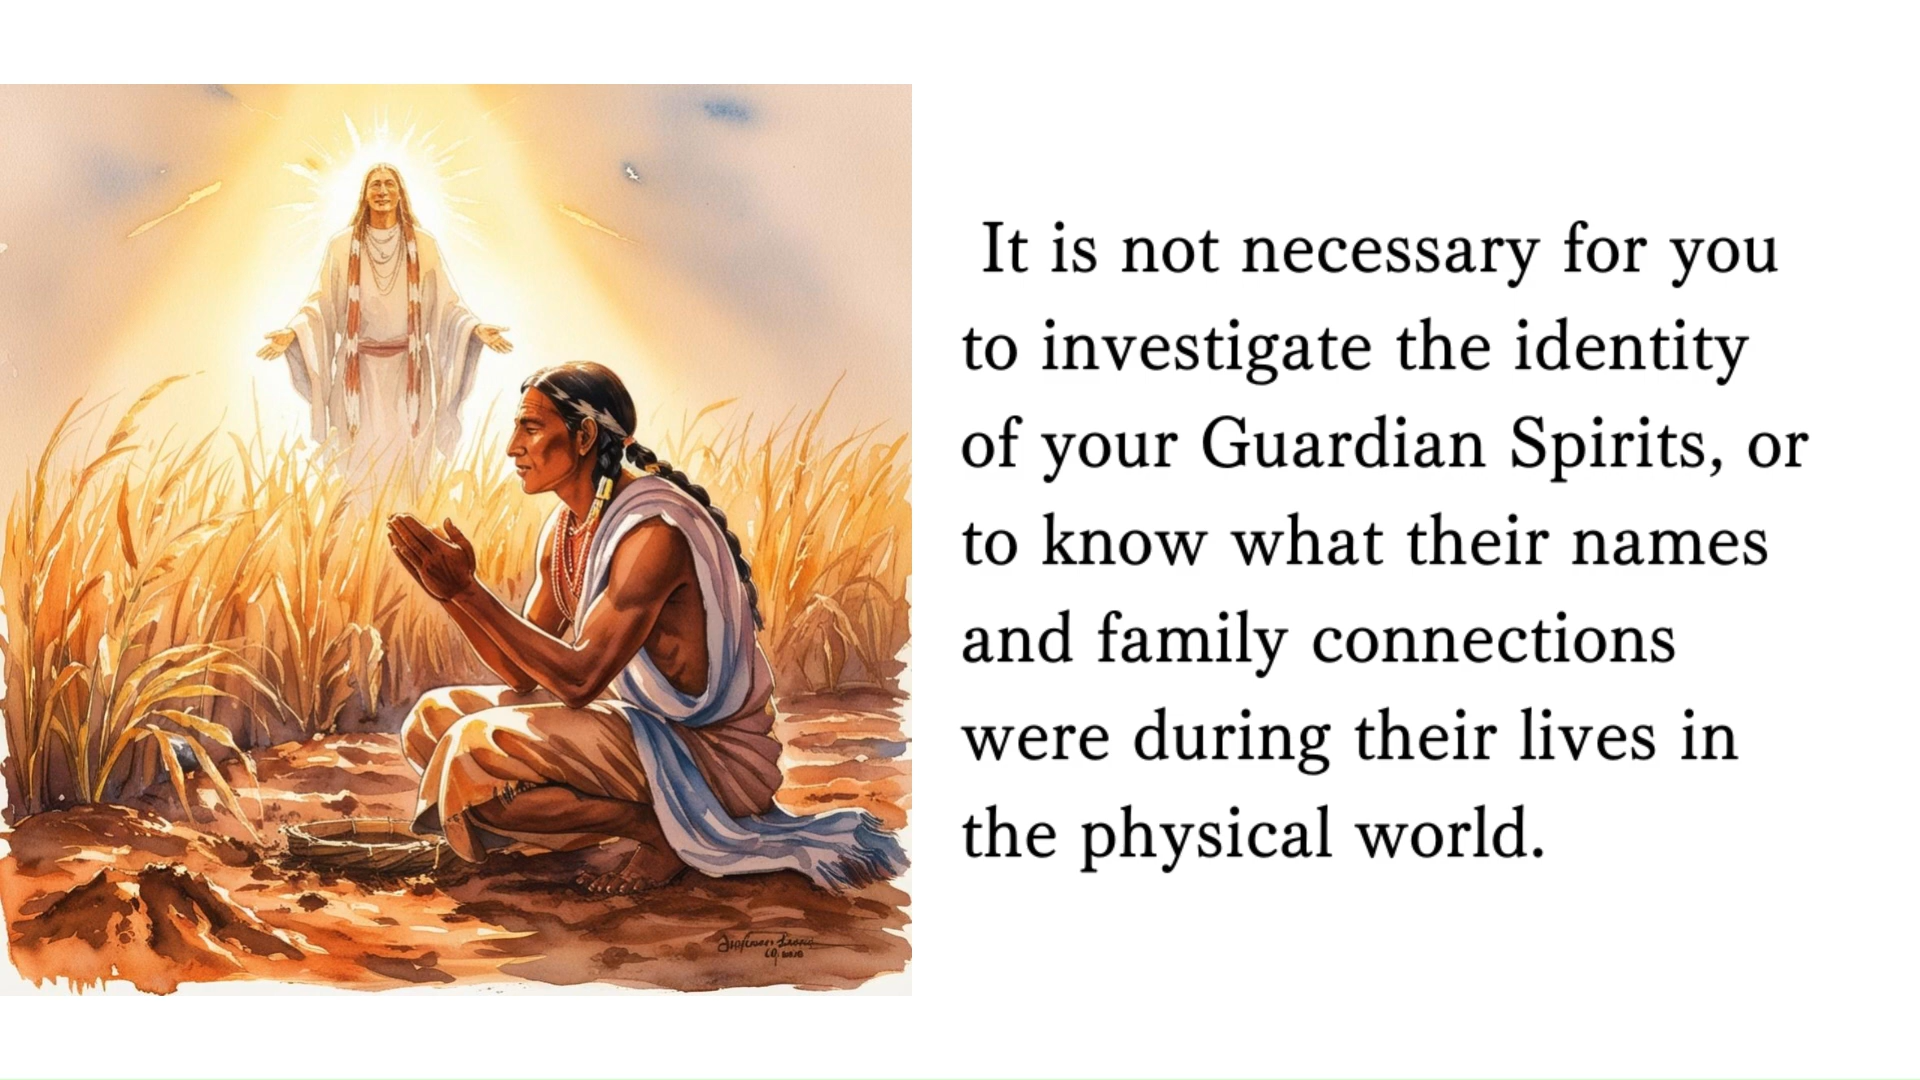 It is not necessary for you
to investigate the identity
of your Guardian Spirits, or
to know what their names
and family connections
were during their lives in
the physical world.